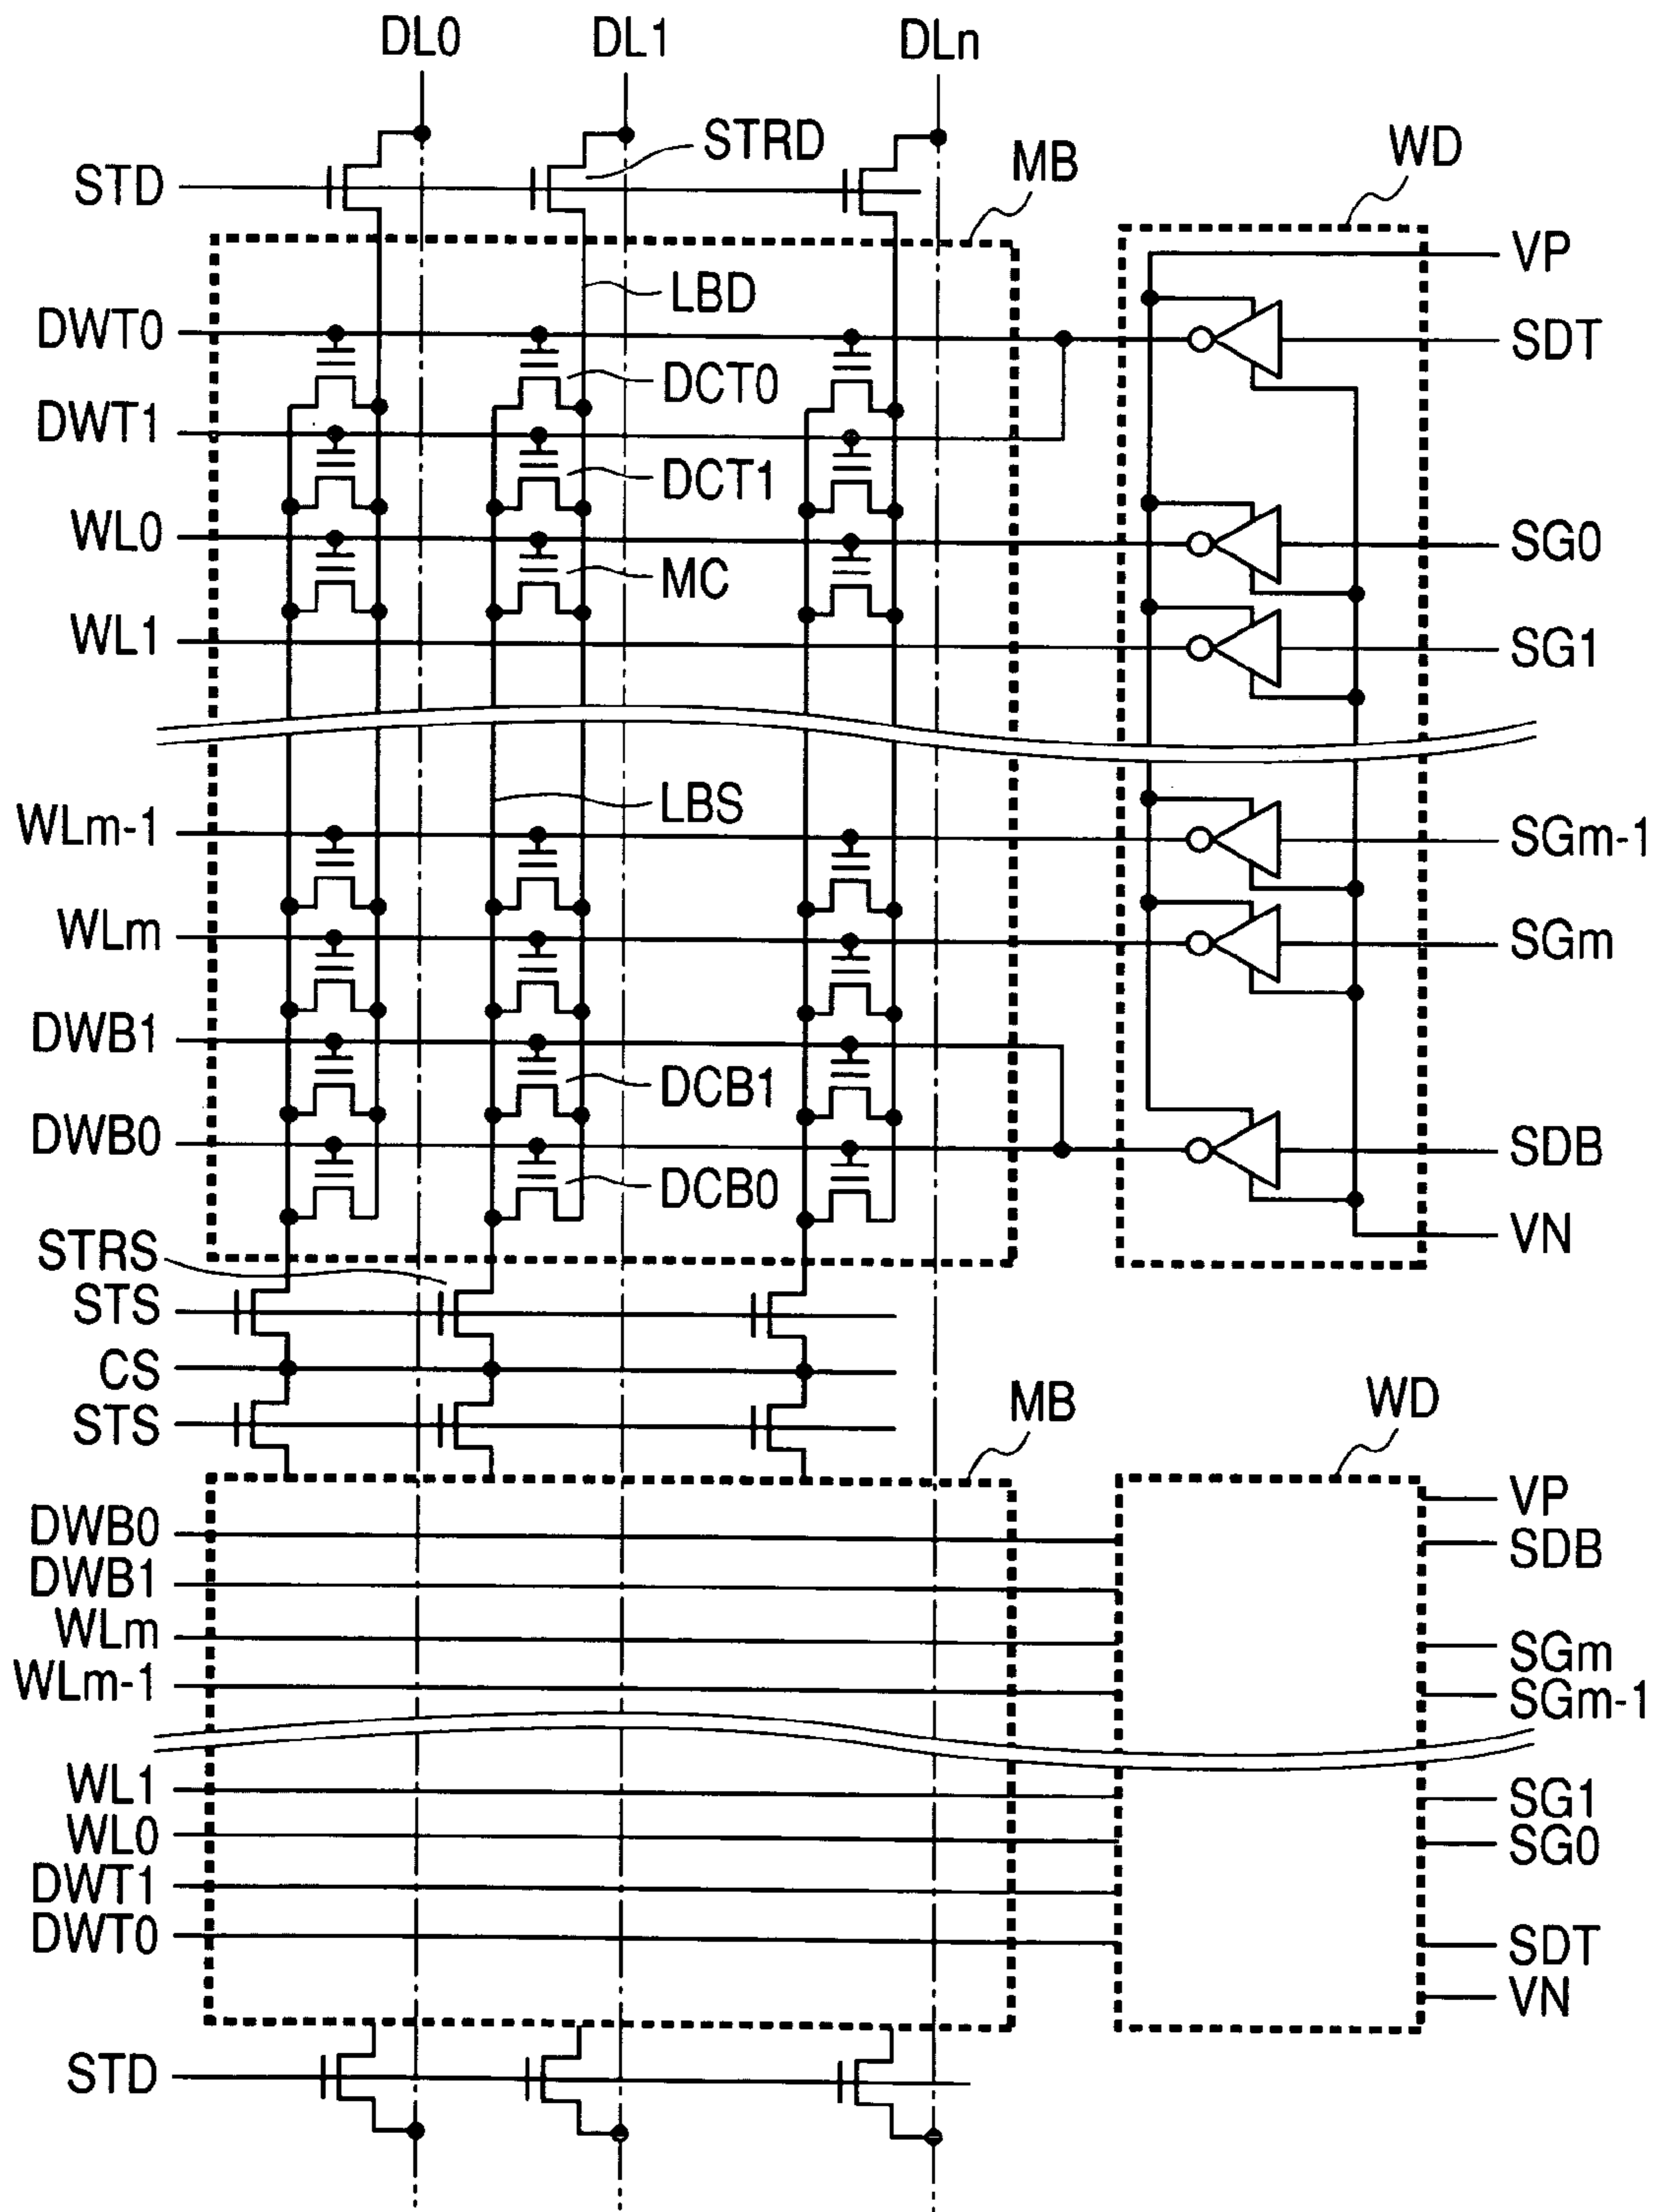 DL0 DL1 DLn
STRD MB WD
STD
VP
LBD
DWT0 SDT
DCT0
DWT1
DCT1
WL0 SG0
MC
WL1 SG1
LBS
WLm-1 SGm-1
WLm SGm
DWB1
DCB1
DWB0 SDB
DCB0
STRS VN
STS
CS
MB WD
STS
VP
DWB0 SDB
DWB1
WLm SGm
WLm-1 SGm-1
WL1 SG1
WL0 SG0
DWT1
DWT0 SDT
VN
STD